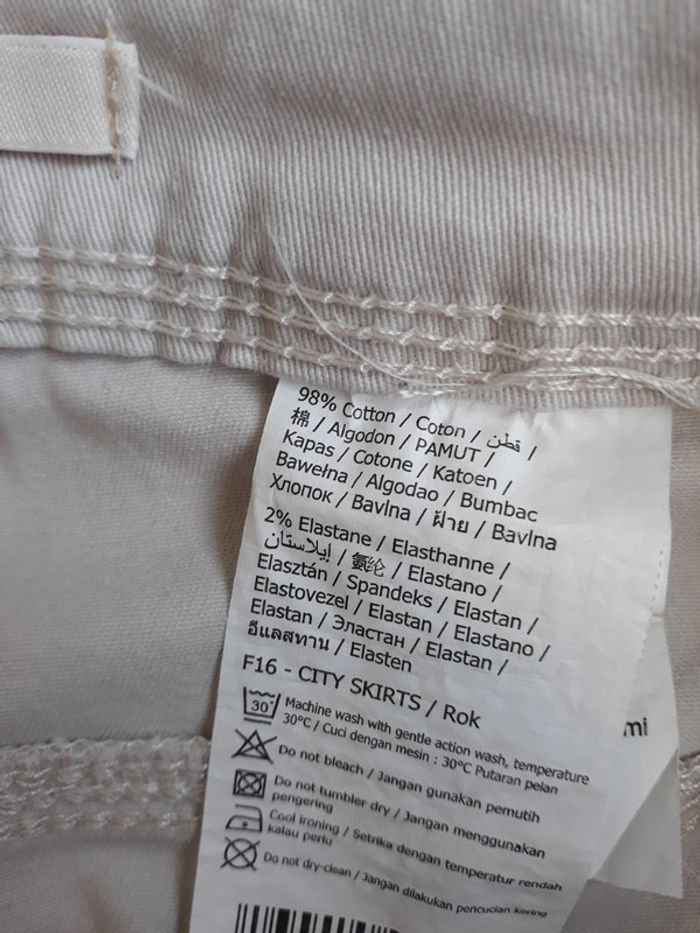 98% Cotton / Coton / قطن /
棉 / Algodon / PAMUT /
Kapas / Cotone / Katoen /
Bawełna / Algodao / Bumbac
Хлопок / Bavlna / ฝ้าย / Bavlna
2% Elastane / Elasthanne /
إيلاستان / 氨纶 / Elastano /
Elasztán / Spandeks / Elastan /
Elastovezel / Elastan / Elastano /
Elastan / Эластан / Elastan /
อีแลสทาน / Elasten
F16 - CITY SKIRTS / Rok
30° Machine wash with gentle action wash, temperature
30°C / Cuci dengan mesin : 30°C Putaran pelan
Do not bleach / Jangan gunakan pemutih
Do not tumbler dry / Jangan menggunakan
pengering
Cool ironing / Setrika dengan temperatur rendah
kalau perlu
Do not dry-clean / Jangan dilakukan pencucian kering
mi